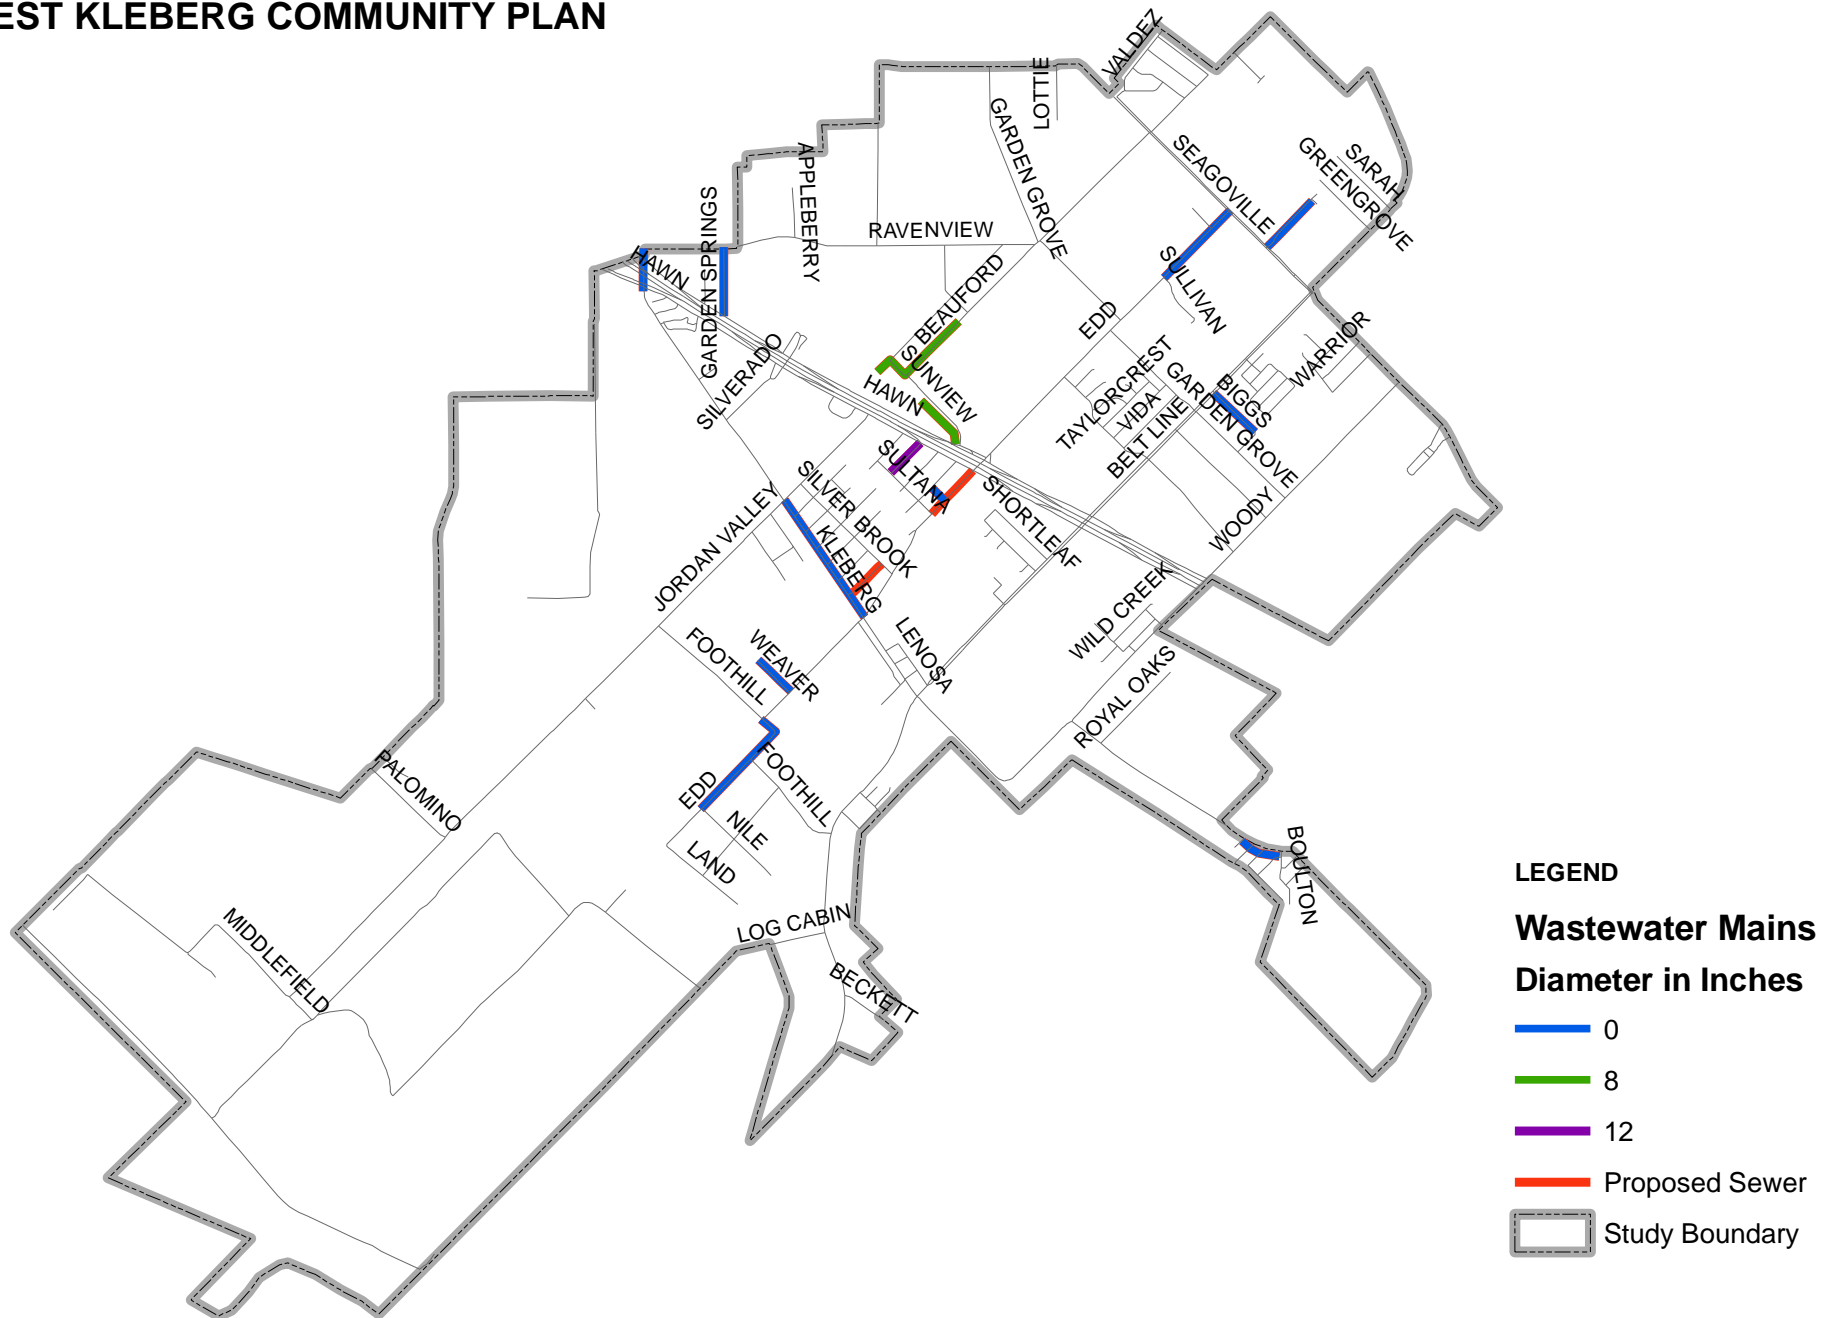 EST KLEBERG COMMUNITY PLAN
VALDEZ
LOTTIE
GARDEN GROVE
SEAGOVILLE
SARAH
GREENGROVE
APPLEBERRY
GARDEN SPRINGS
RAVENVIEW
HAWN
SULLIVAN
S BEAUFORD
EDD
SILVERADO
SUNVIEW
HAWN
TAYLORCREST
VIDA
BELT LINE
GARDEN GROVE
BIGGS
WARRIOR
SULTANA
SILVER BROOK
KLEBERG
JORDAN VALLEY
SHORTLEAF
WOODY
WILD CREEK
LENOSA
ROYAL OAKS
FOOTHILL
WEAVER
FOOTHILL
EDD
NILE
LAND
PALOMINO
MIDDLEFIELD
LOG CABIN
BECKETT
BOULTON
LEGEND
Wastewater Mains
Diameter in Inches
0
8
12
Proposed Sewer
Study Boundary